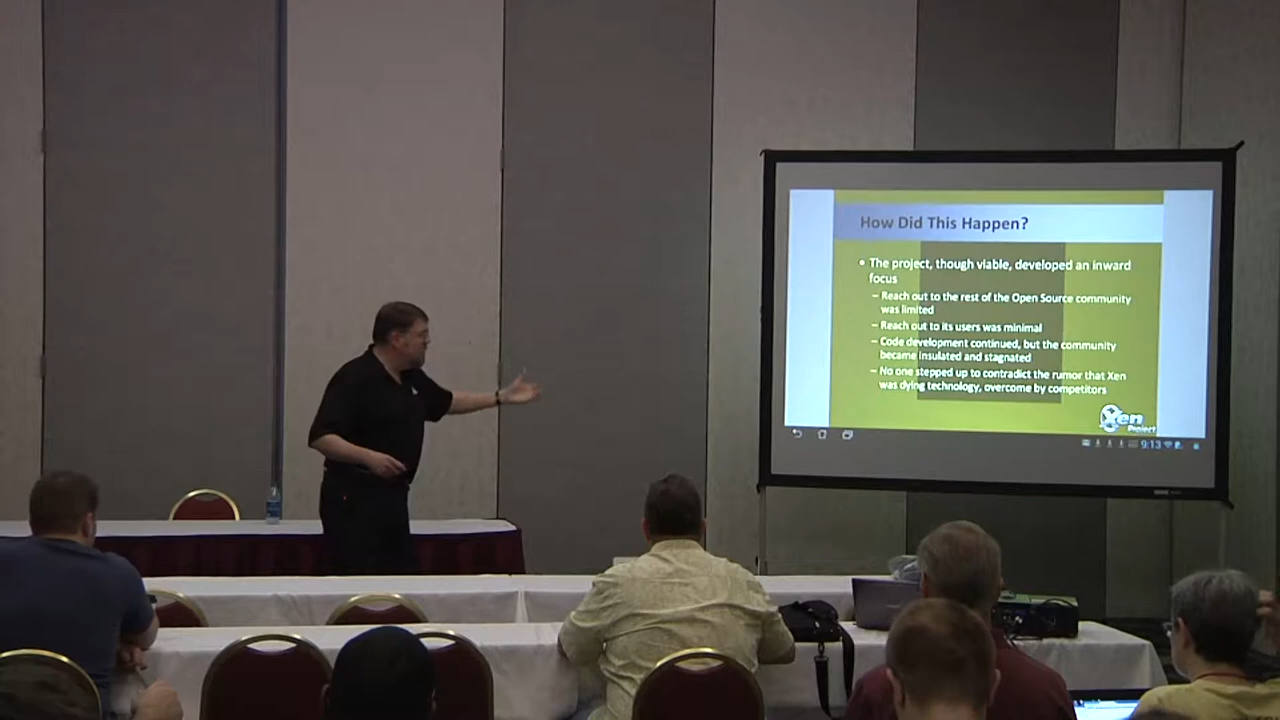 How Did This Happen?
• The project, though viable, developed an inward
focus
– Reach out to the rest of the Open Source community
was limited
– Reach out to its users was minimal
– Code development continued, but the community
became insulated and stagnated
– No one stepped up to contradict the rumor that Xen
was dying technology, overcome by competitors
Xen
Project
9:13